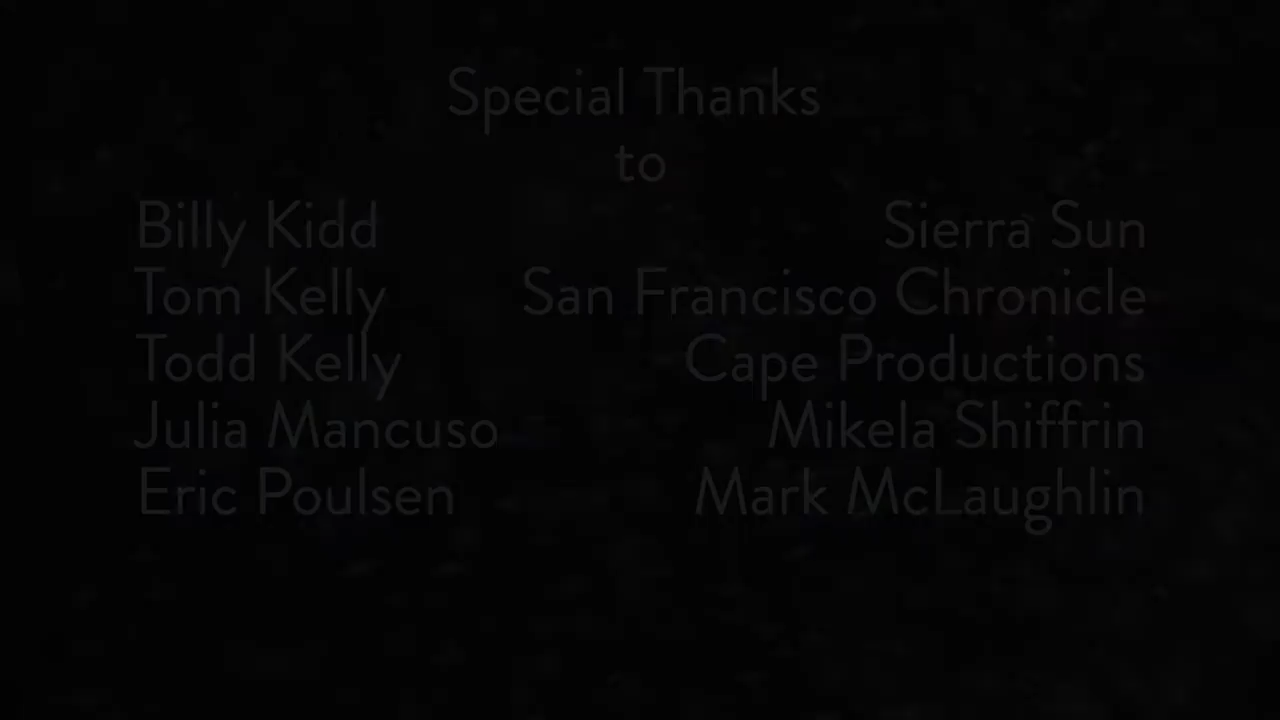 Special Thanks
to
Billy Kidd
Tom Kelly
Todd Kelly
Julia Mancuso
Eric Poulsen
Sierra Sun
San Francisco Chronicle
Cape Productions
Mikela Shiffrin
Mark McLaughlin